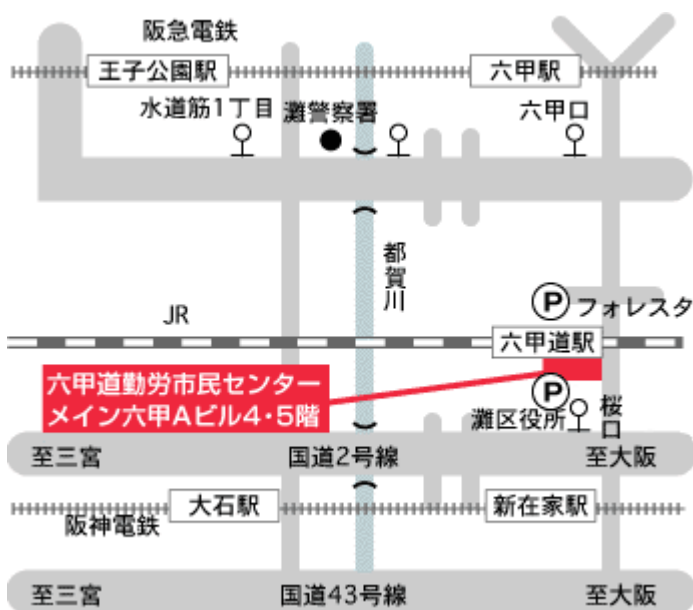 阪急電鉄
王子公園駅
六甲駅
水道筋1丁目
灘警察署
六甲口
都賀川
P
フォレスタ
JR
六甲道駅
六甲道勤労市民センター
メイン六甲Aビル4・5階
P
灘区役所
桜口
至三宮
国道2号線
至大阪
大石駅
新在家駅
阪神電鉄
至三宮
国道43号線
至大阪